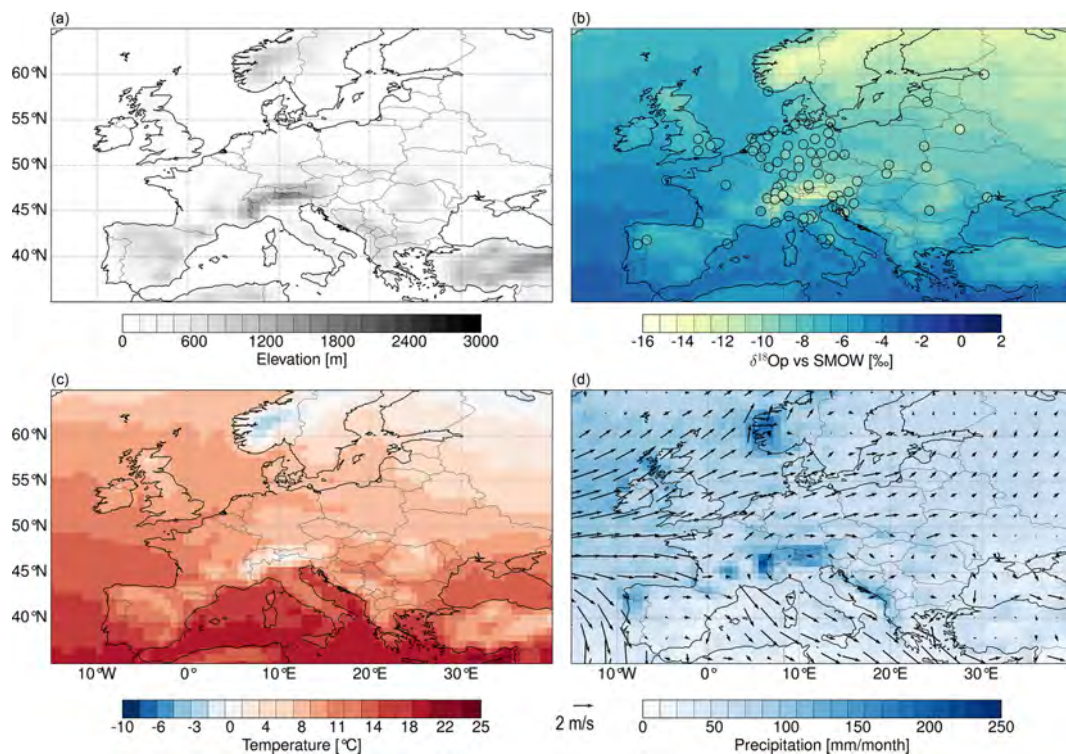 (a)
(b)
60°N
55°N
50°N
45°N
40°N
0 600 1200 1800 2400 3000
Elevation [m]
-16 -14 -12 -10 -8 -6 -4 -2 0 2
δ¹⁸Op vs SMOW [‰]
(c)
(d)
60°N
55°N
50°N
45°N
40°N
10°W 0° 10°E 20°E 30°E
10°W 0° 10°E 20°E 30°E
-10 -6 -3 0 4 8 11 14 18 22 25
Temperature [°C]
2 m/s
0 50 100 150 200 250
Precipitation [mm/month]